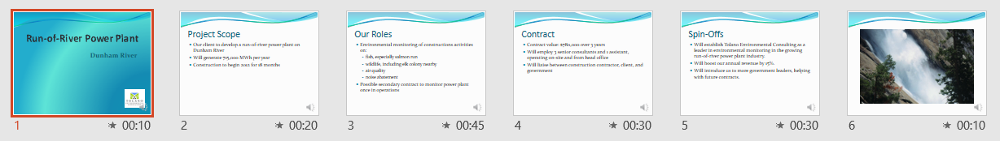 Run-of-River Power Plant
Dunham River
TOLANO
1
00:10
Project Scope
Our client to develop a run-of-river power plant on
Dunham River
Will generate 715,000 MWh per year
Construction to begin 2012 for 18 months
2
00:20
Our Roles
Environmental monitoring of constructions activities
on:
- fish, especially salmon run
- wildlife, including elk colony nearby
- air quality
- noise abatement
Possible secondary contract to monitor power plant
once in operations
3
00:45
Contract
Contract value: $780,000 over 3 years
Will employ 3 senior consultants and 1 assistant,
operating on-site and from head office
Will liaise between construction contractor, client, and
government
4
00:30
Spin-Offs
Will establish Tolano Environmental Consulting as a
leader in environmental monitoring in the growing
run-of-river power plant industry.
Will boost our annual revenue by 15%.
Will introduce us to more government leaders, helping
with future contracts.
5
00:30
6
00:10